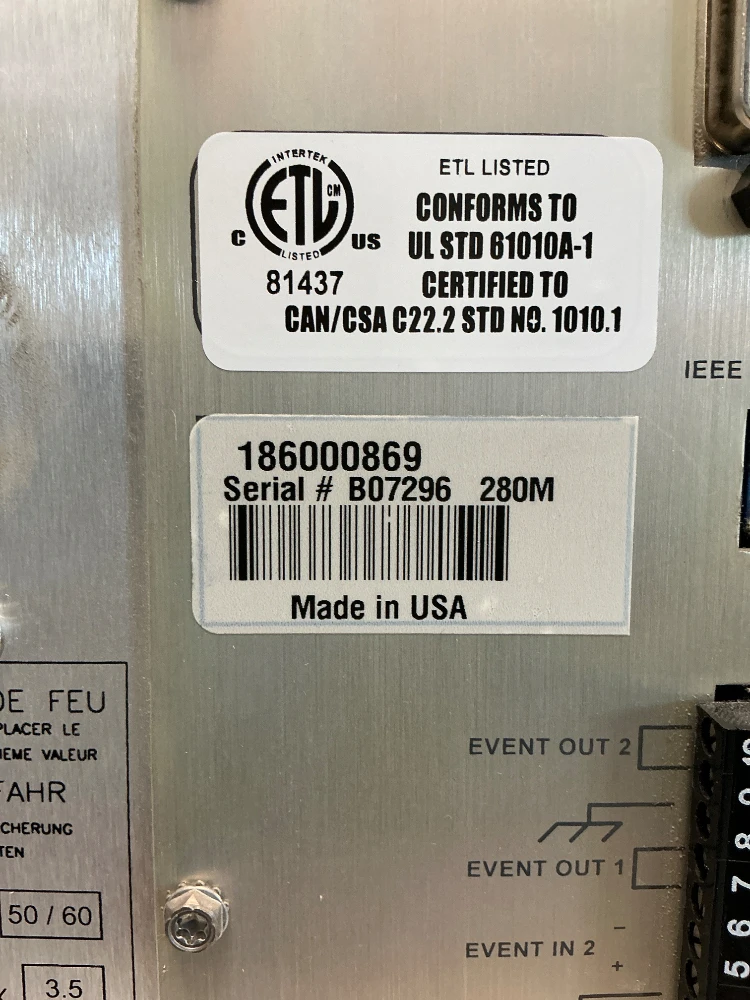 INTERTEK
ETL CM
LISTED
C US
81437
ETL LISTED
CONFORMS TO
UL STD 61010A-1
CERTIFIED TO
CAN/CSA C22.2 STD NO. 1010.1
IEEE
186000869
Serial # B07296 280M
Made in USA
DE FEU
PLACER LE
EME VALEUR
FAHR
CHERUNG
TEN
50 / 60
3.5
EVENT OUT 2
EVENT OUT 1
EVENT IN 2
-
+
9
8
7
6
5